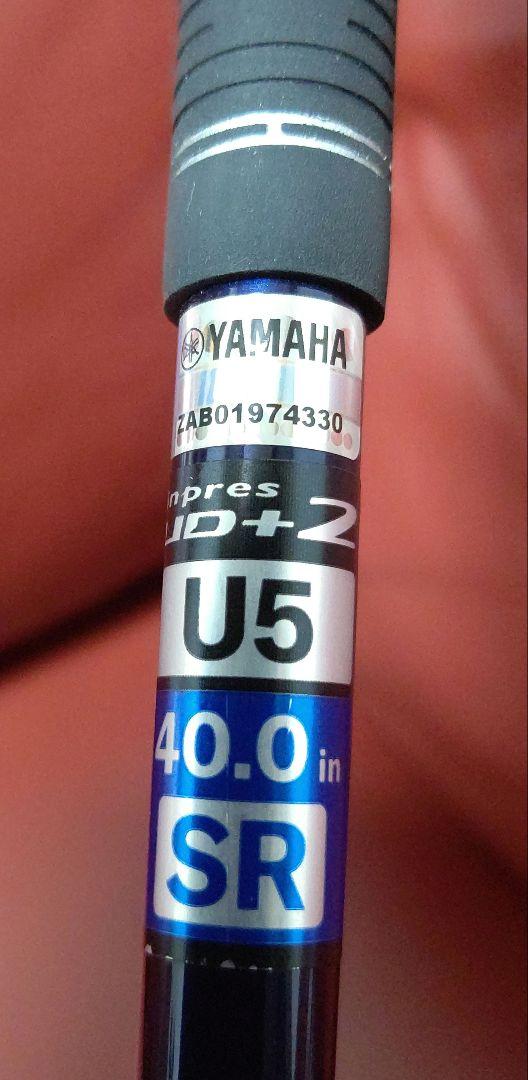 YAMAHA
ZAB01974330
inpres
UD+2
U5
40.0 in
SR